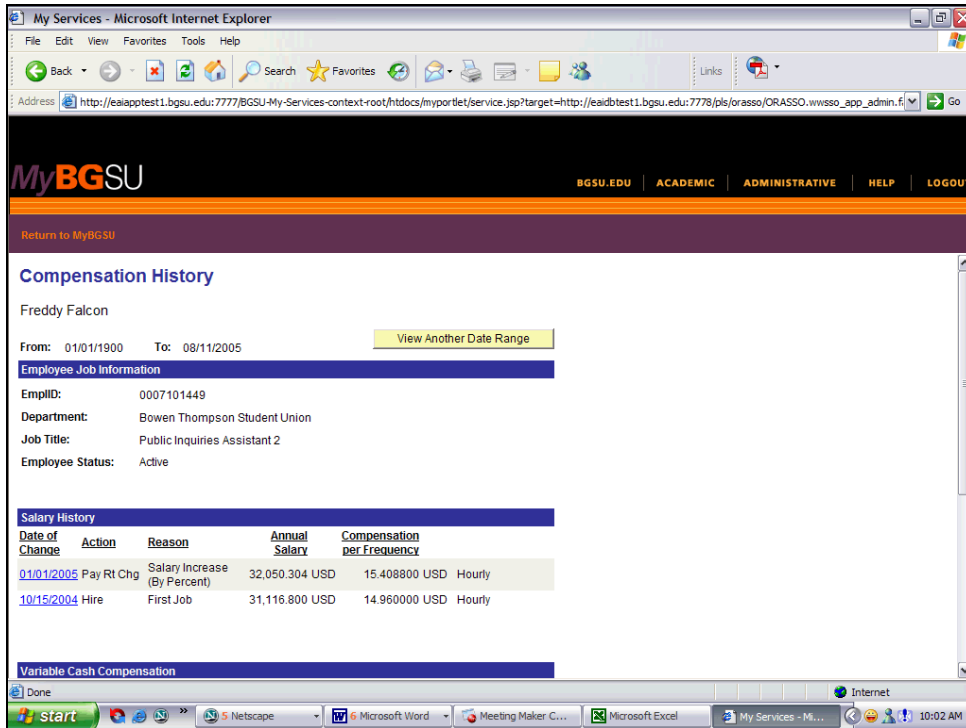 My Services - Microsoft Internet Explorer
File Edit View Favorites Tools Help
Back Search Favorites Links
Address http://eaiapptest1.bgsu.edu:7777/BGSU-My-Services-context-root/htdocs/myportlet/service.jsp?target=http://eaidbtest1.bgsu.edu:7778/pls/orasso/ORASSO.wwsso_app_admin.f Go
MyBGSU
BGSU.EDU ACADEMIC ADMINISTRATIVE HELP LOGOU
Return to MyBGSU
Compensation History
Freddy Falcon
View Another Date Range
From: 01/01/1900 To: 08/11/2005
Employee Job Information
EmplID: 0007101449
Department: Bowen Thompson Student Union
Job Title: Public Inquiries Assistant 2
Employee Status: Active
Salary History
Date of Change Action Reason Annual Salary Compensation per Frequency
01/01/2005 Pay Rt Chg Salary Increase (By Percent) 32,050.304 USD 15.408800 USD Hourly
10/15/2004 Hire First Job 31,116.800 USD 14.960000 USD Hourly
Variable Cash Compensation
Done Internet
start » 5 Netscape 6 Microsoft Word Meeting Maker C... Microsoft Excel My Services - Mi... 10:02 AM